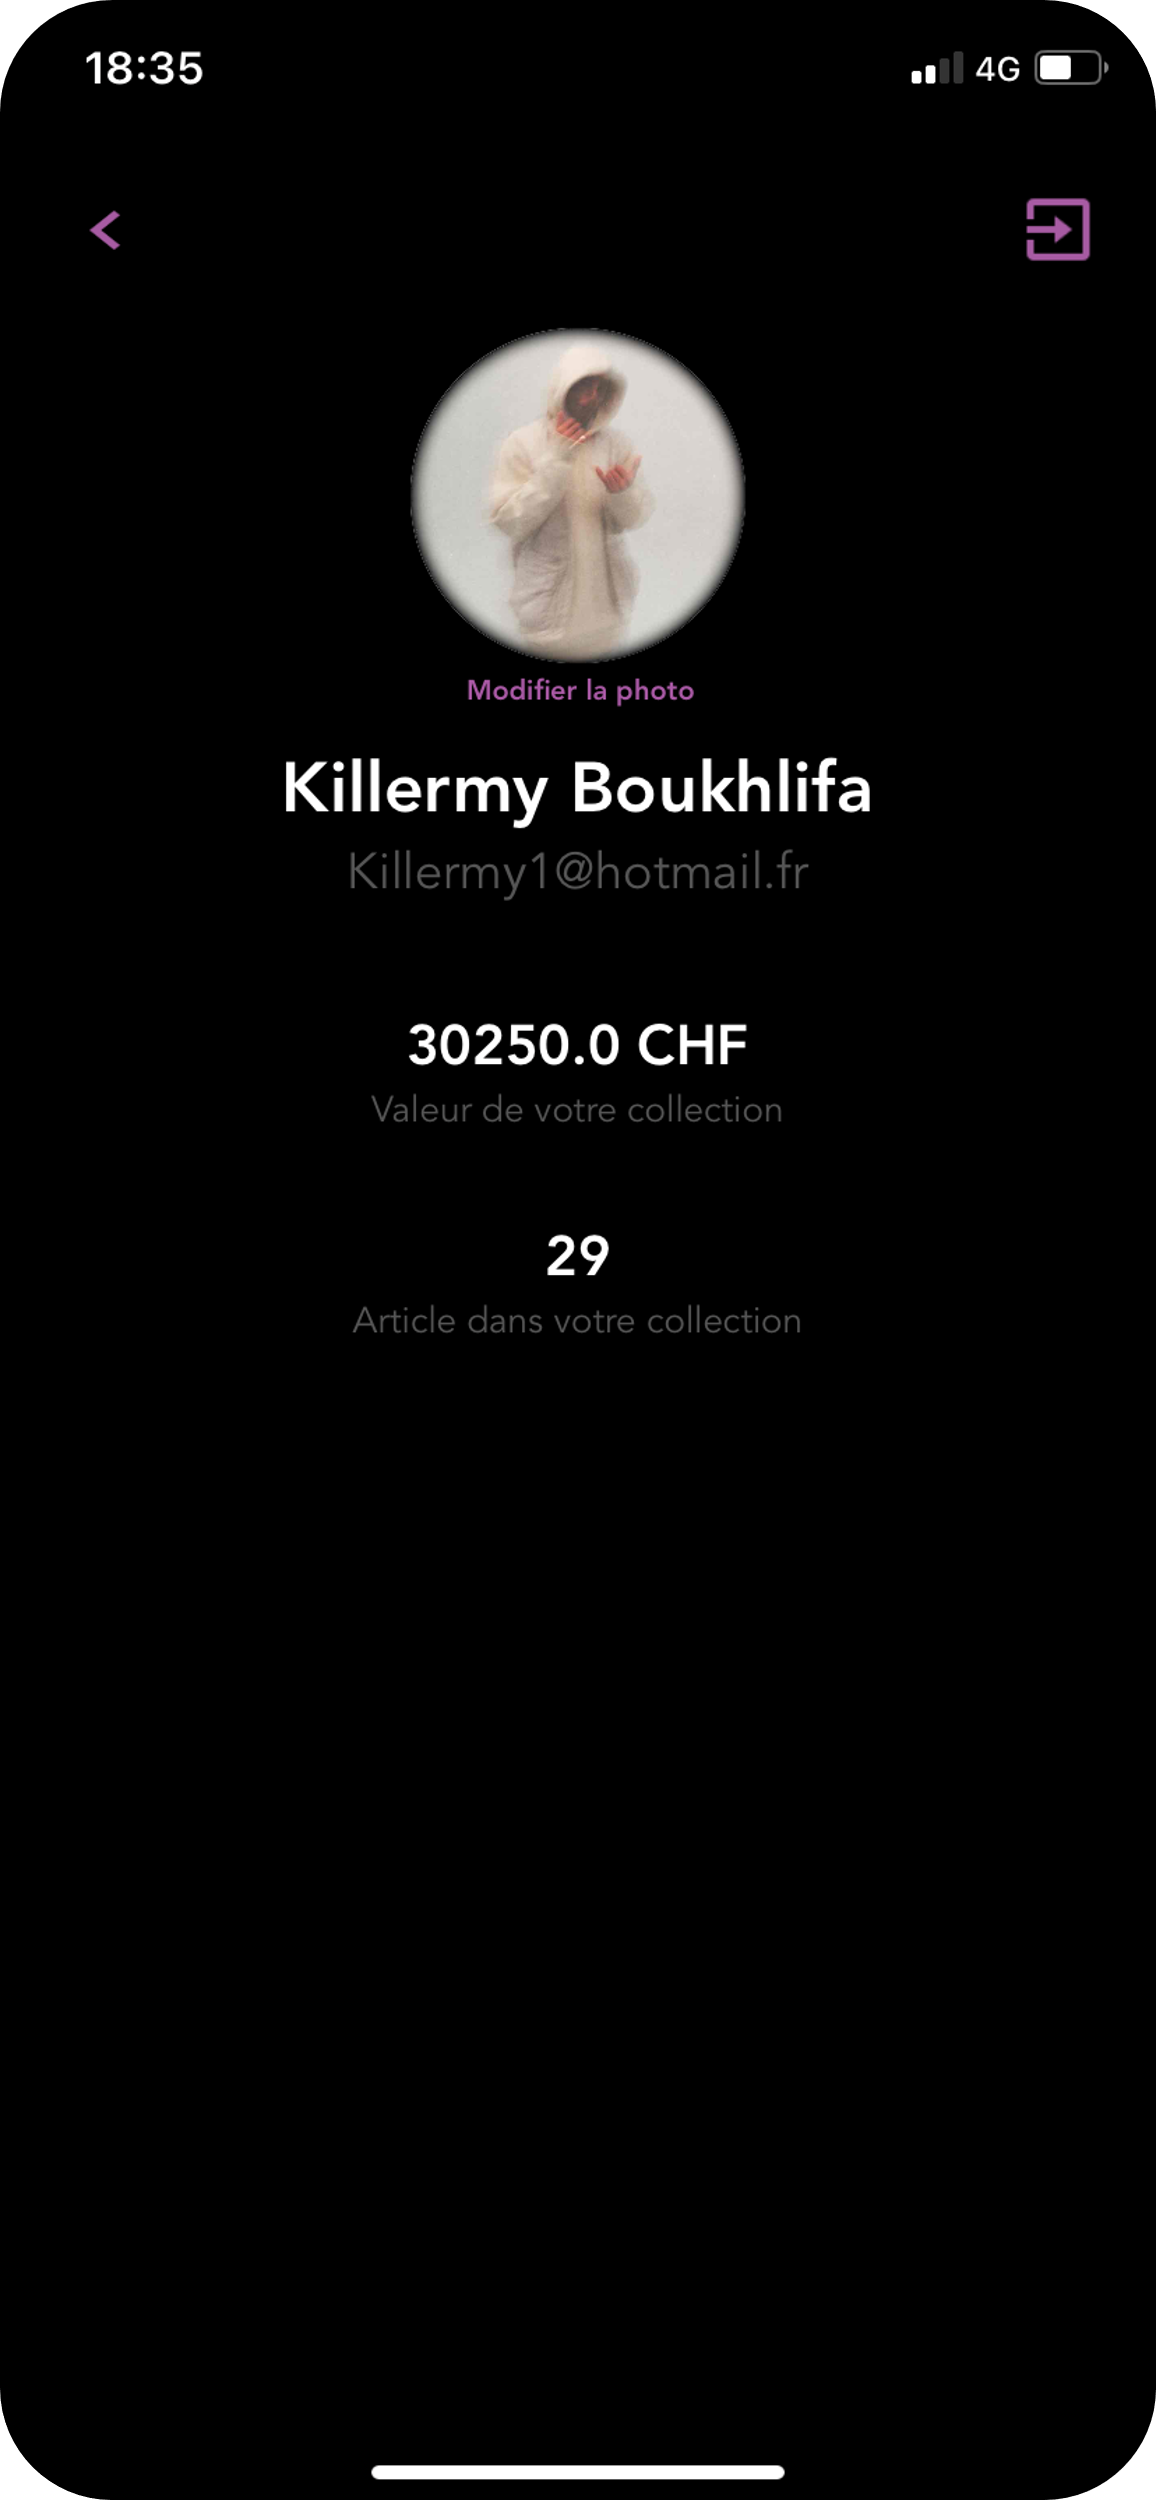 18:35 4G
Modifier la photo
Killermy Boukhlifa
Killermy1@hotmail.fr
30250.0 CHF
Valeur de votre collection
29
Article dans votre collection